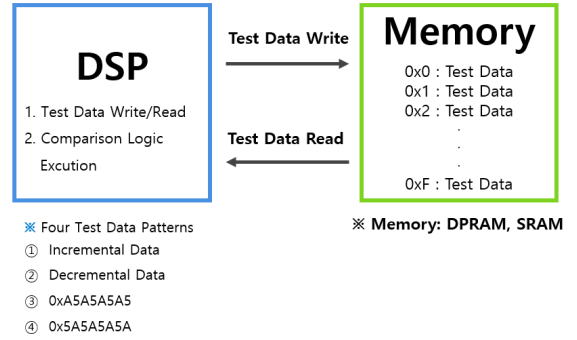 DSP
1. Test Data Write/Read
2. Comparison Logic
Excution
Test Data Write
Test Data Read
Memory
0x0 : Test Data
0x1 : Test Data
0x2 : Test Data
.
.
.
0xF : Test Data
※ Four Test Data Patterns
① Incremental Data
② Decremental Data
③ 0xA5A5A5A5
④ 0x5A5A5A5A
※ Memory: DPRAM, SRAM